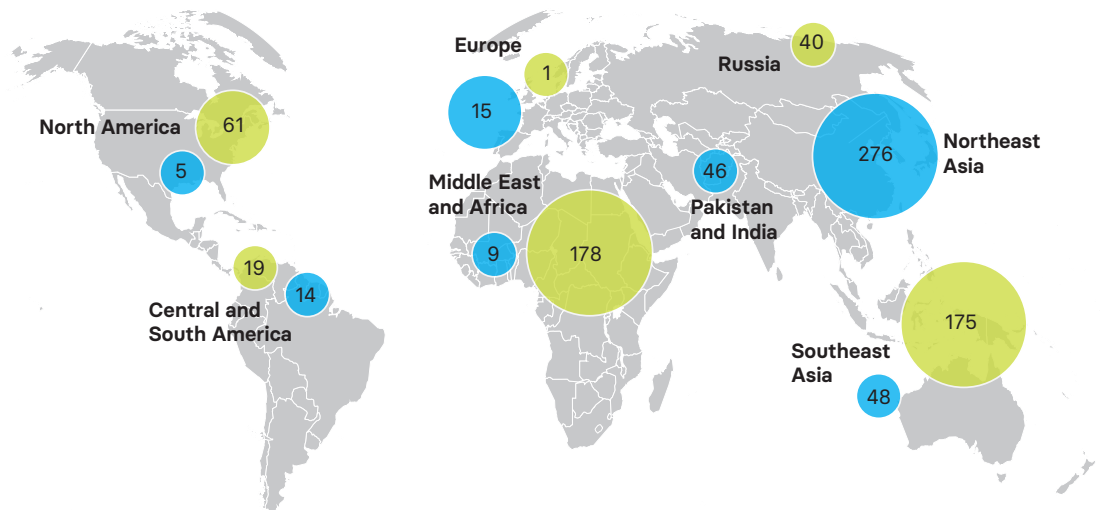 Europe
1
15
40
Russia
North America
61
5
276
Northeast
Asia
46
Pakistan
and India
Middle East
and Africa
9
178
19
14
Central and
South America
175
Southeast
Asia
48